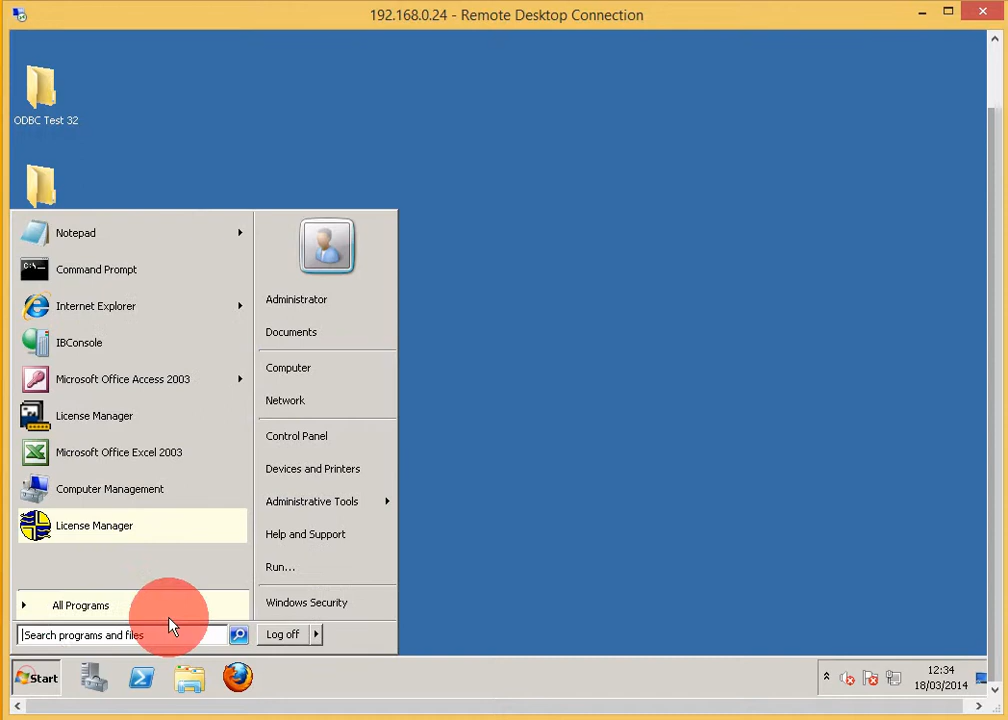 192.168.0.24 - Remote Desktop Connection
ODBC Test 32
Notepad
Command Prompt
Internet Explorer
IBConsole
Microsoft Office Access 2003
License Manager
Microsoft Office Excel 2003
Computer Management
License Manager
All Programs
Search programs and files
Administrator
Documents
Computer
Network
Control Panel
Devices and Printers
Administrative Tools
Help and Support
Run...
Windows Security
Log off
Start
12:34
18/03/2014